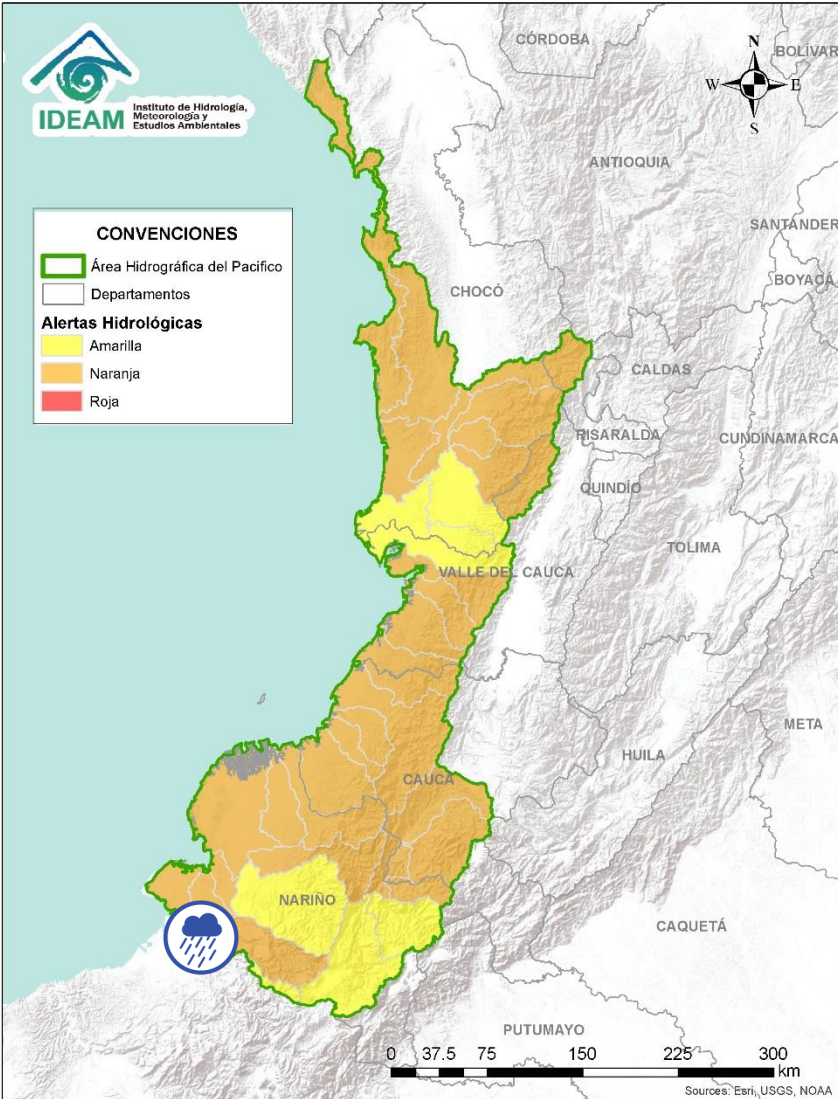 IDEAM
Instituto de Hidrología,
Meteorología y
Estudios Ambientales
CÓRDOBA
BOLÍVAR
N
W
E
S
ANTIOQUIA
SANTANDER
BOYACÁ
CONVENCIONES
Área Hidrográfica del Pacifico
Departamentos
Alertas Hidrológicas
Amarilla
Naranja
Roja
CHOCÓ
CALDAS
RISARALDA
CUNDINAMARCA
QUINDÍO
TOLIMA
VALLE DEL CAUCA
META
HUILA
CAUCA
NARIÑO
CAQUETÁ
PUTUMAYO
0 37.5 75 150 225 300
km
Sources: Esri, USGS, NOAA